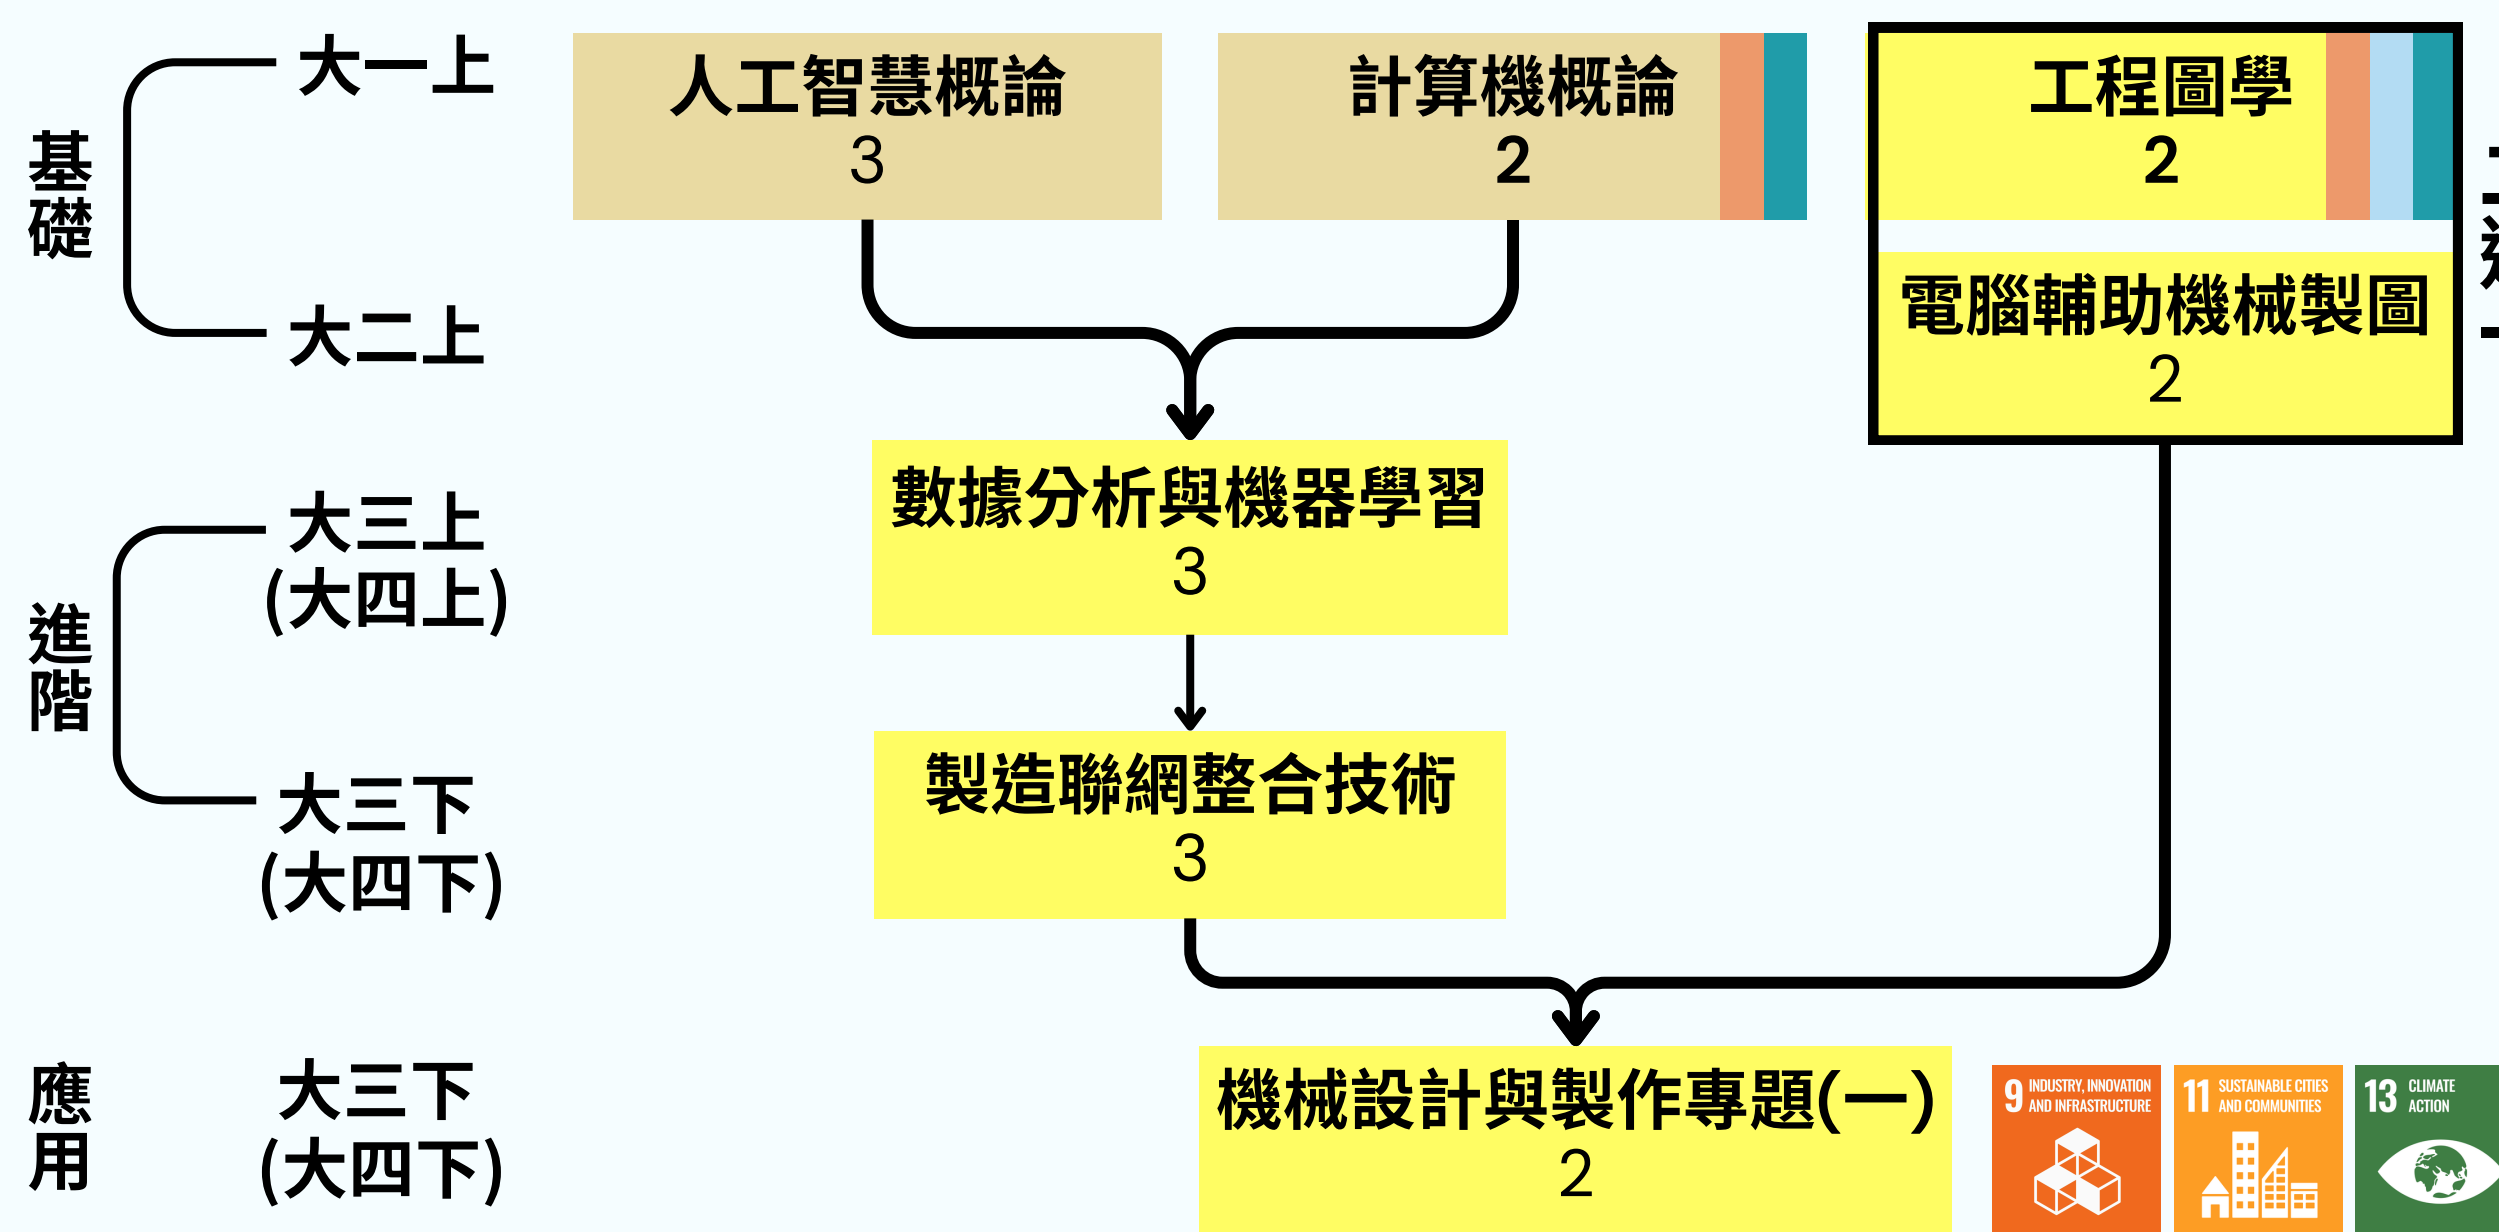 基礎
大一上
大二上
人工智慧概論
3
計算機概論
2
工程圖學
2
電腦輔助機械製圖
2
進階
大三上
(大四上)
數據分析與機器學習
3
大三下
(大四下)
製造聯網整合技術
3
應用
大三下
(大四下)
機械設計與製作專題(一)
2
9 INDUSTRY, INNOVATION
AND INFRASTRUCTURE
11 SUSTAINABLE CITIES
AND COMMUNITIES
13 CLIMATE
ACTION